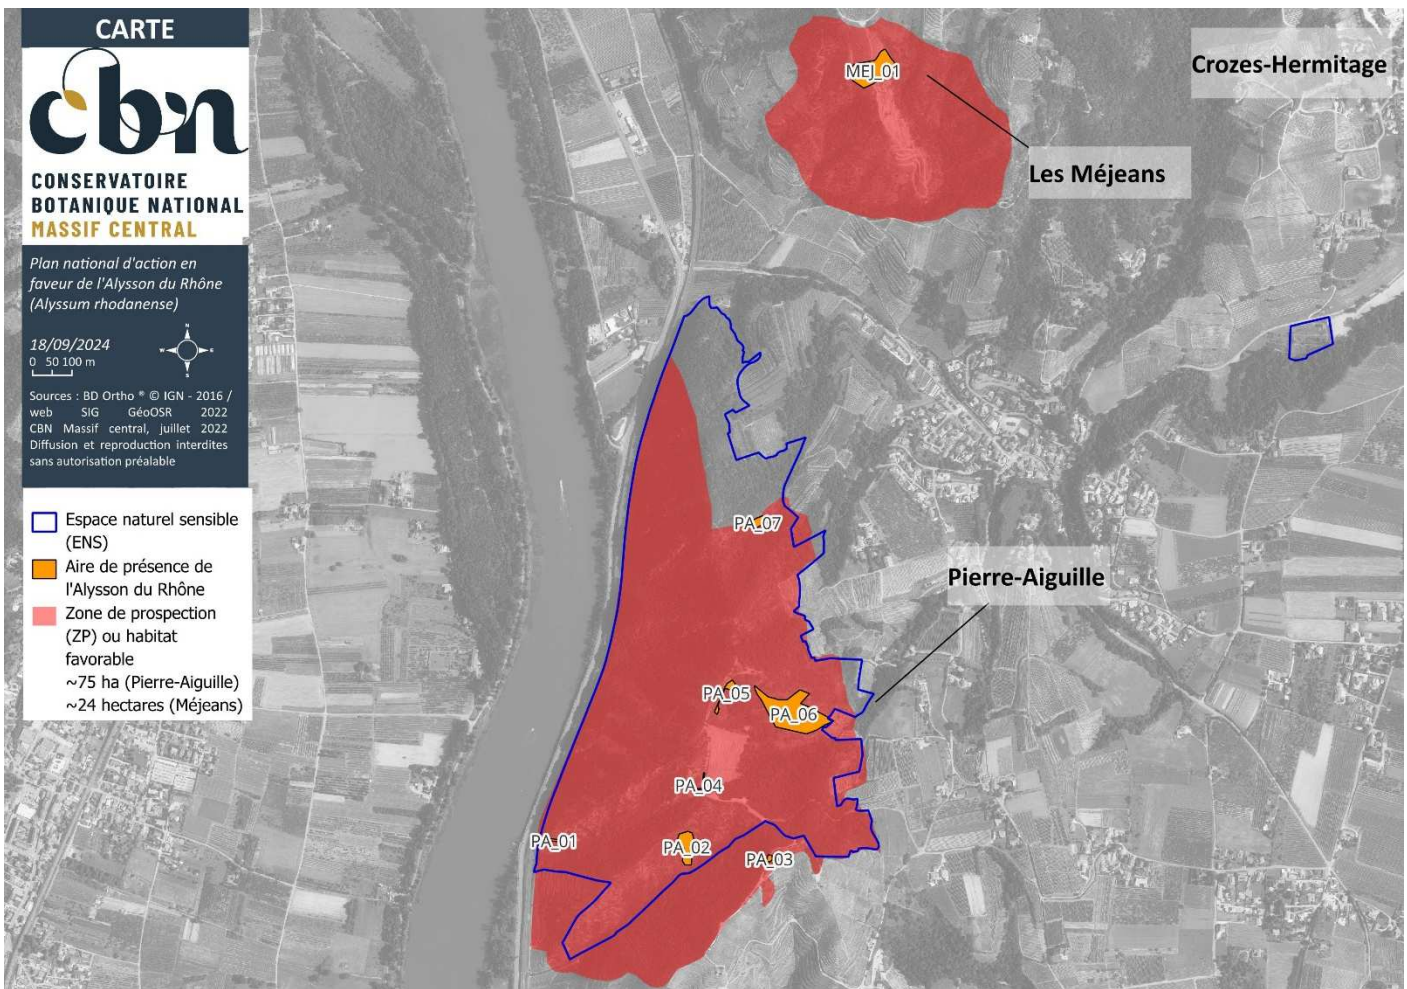 CARTE
cbn
CONSERVATOIRE
BOTANIQUE NATIONAL
MASSIF CENTRAL
Plan national d'action en
faveur de l'Alysson du Rhône
(Alyssum rhodanense)
18/09/2024
0 50 100 m
N
W E
S
Sources : BD Ortho ® © IGN - 2016 /
web SIG GéoOSR 2022
CBN Massif central, juillet 2022
Diffusion et reproduction interdites
sans autorisation préalable
Espace naturel sensible
(ENS)
Aire de présence de
l'Alysson du Rhône
Zone de prospection
(ZP) ou habitat
favorable
~75 ha (Pierre-Aiguille)
~24 hectares (Méjeans)
MEJ_01
Crozes-Hermitage
Les Méjeans
PA_07
Pierre-Aiguille
PA_05
PA_06
PA_04
PA_01
PA_02
PA_03